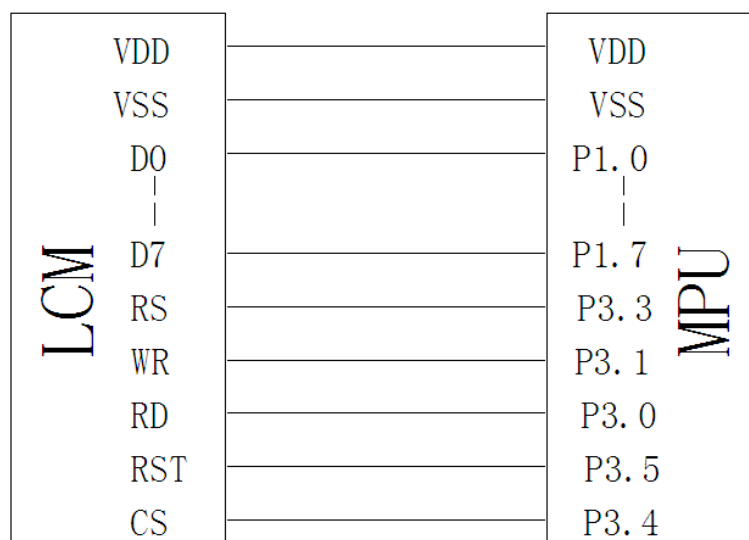 VDD VDD
VSS VSS
D0 P1.0
D7 P1.7
RS P3.3
WR P3.1
RD P3.0
RST P3.5
CS P3.4
LCM
MPU